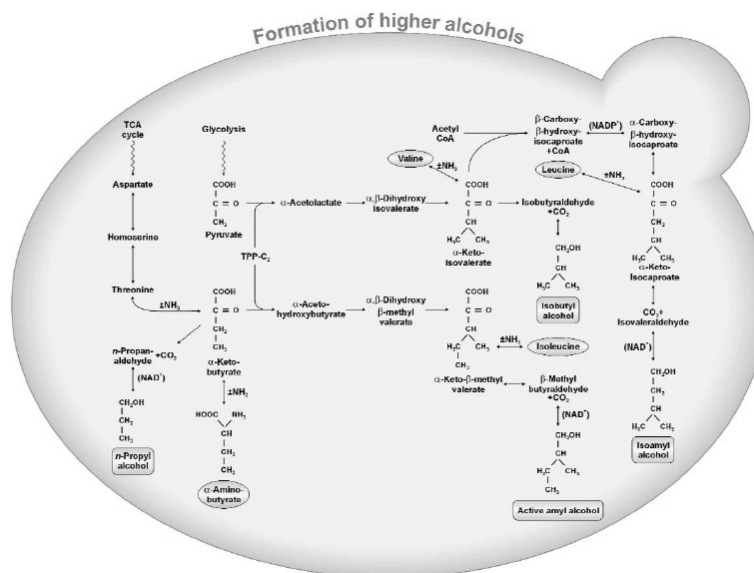 Formation of higher alcohols
TCA
cycle
Glycolysis
Aspartate
Homoserine
Threonine
±NH₃
COOH
C = O
CH₂
Pyruvate
TPP-C₂
COOH
C = O
CH₂
CH₃
α-Keto-
butyrate
±NH₃
n-Propan-
aldehyde
+CO₂
(NAD⁺)
CH₂OH
CH₂
CH₃
n-Propyl
alcohol
HOOC
NH₂
CH
CH₂
CH₃
α-Amino-
butyrate
α-Acetolactate
α,β-Dihydroxy
isovalerate
α-Aceto-
hydroxybutyrate
α,β-Dihydroxy
β-methyl
valerate
Acetyl
CoA
Valine
±NH₃
COOH
C = O
CH
H₃C
CH₃
α-Keto-
isovalerate
β-Carboxy-
β-hydroxy-
isocaproate
+CoA
(NADP⁺)
α-Carboxy-
β-hydroxy-
isocaproate
Leucine
±NH₃
Isobutyraldehyde
+CO₂
CH₂OH
CH
H₃C
CH₃
Isobutyl
alcohol
COOH
C = O
CH₂
CH
H₃C
CH₃
α-Keto-
Isocaproate
CO₂+
Isovaleraldehyde
(NAD⁺)
CH₂OH
CH₂
CH
H₃C
CH₃
Isoamyl
alcohol
COOH
C = O
CH
H₂C
CH₃
H₃C
±NH₃
Isoleucine
α-Keto-β-methyl
valerate
β-Methyl
butyraldehyde
+CO₂
(NAD⁺)
CH₂OH
CH
H₂C
CH₃
CH₃
Active amyl alcohol